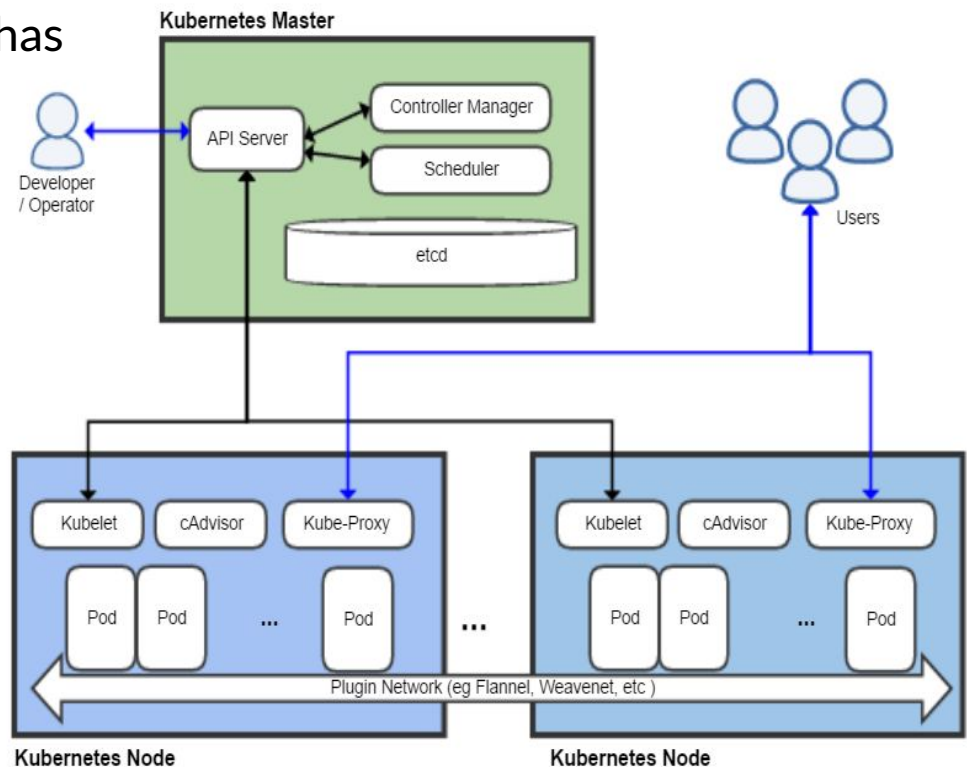 has
Kubernetes Master
API Server
Controller Manager
Scheduler
etcd
Developer
/ Operator
Users
Kubelet
cAdvisor
Kube-Proxy
Pod
Pod
...
Pod
...
Kubelet
cAdvisor
Kube-Proxy
Pod
Pod
...
Pod
Plugin Network (eg Flannel, Weavenet, etc )
Kubernetes Node
Kubernetes Node